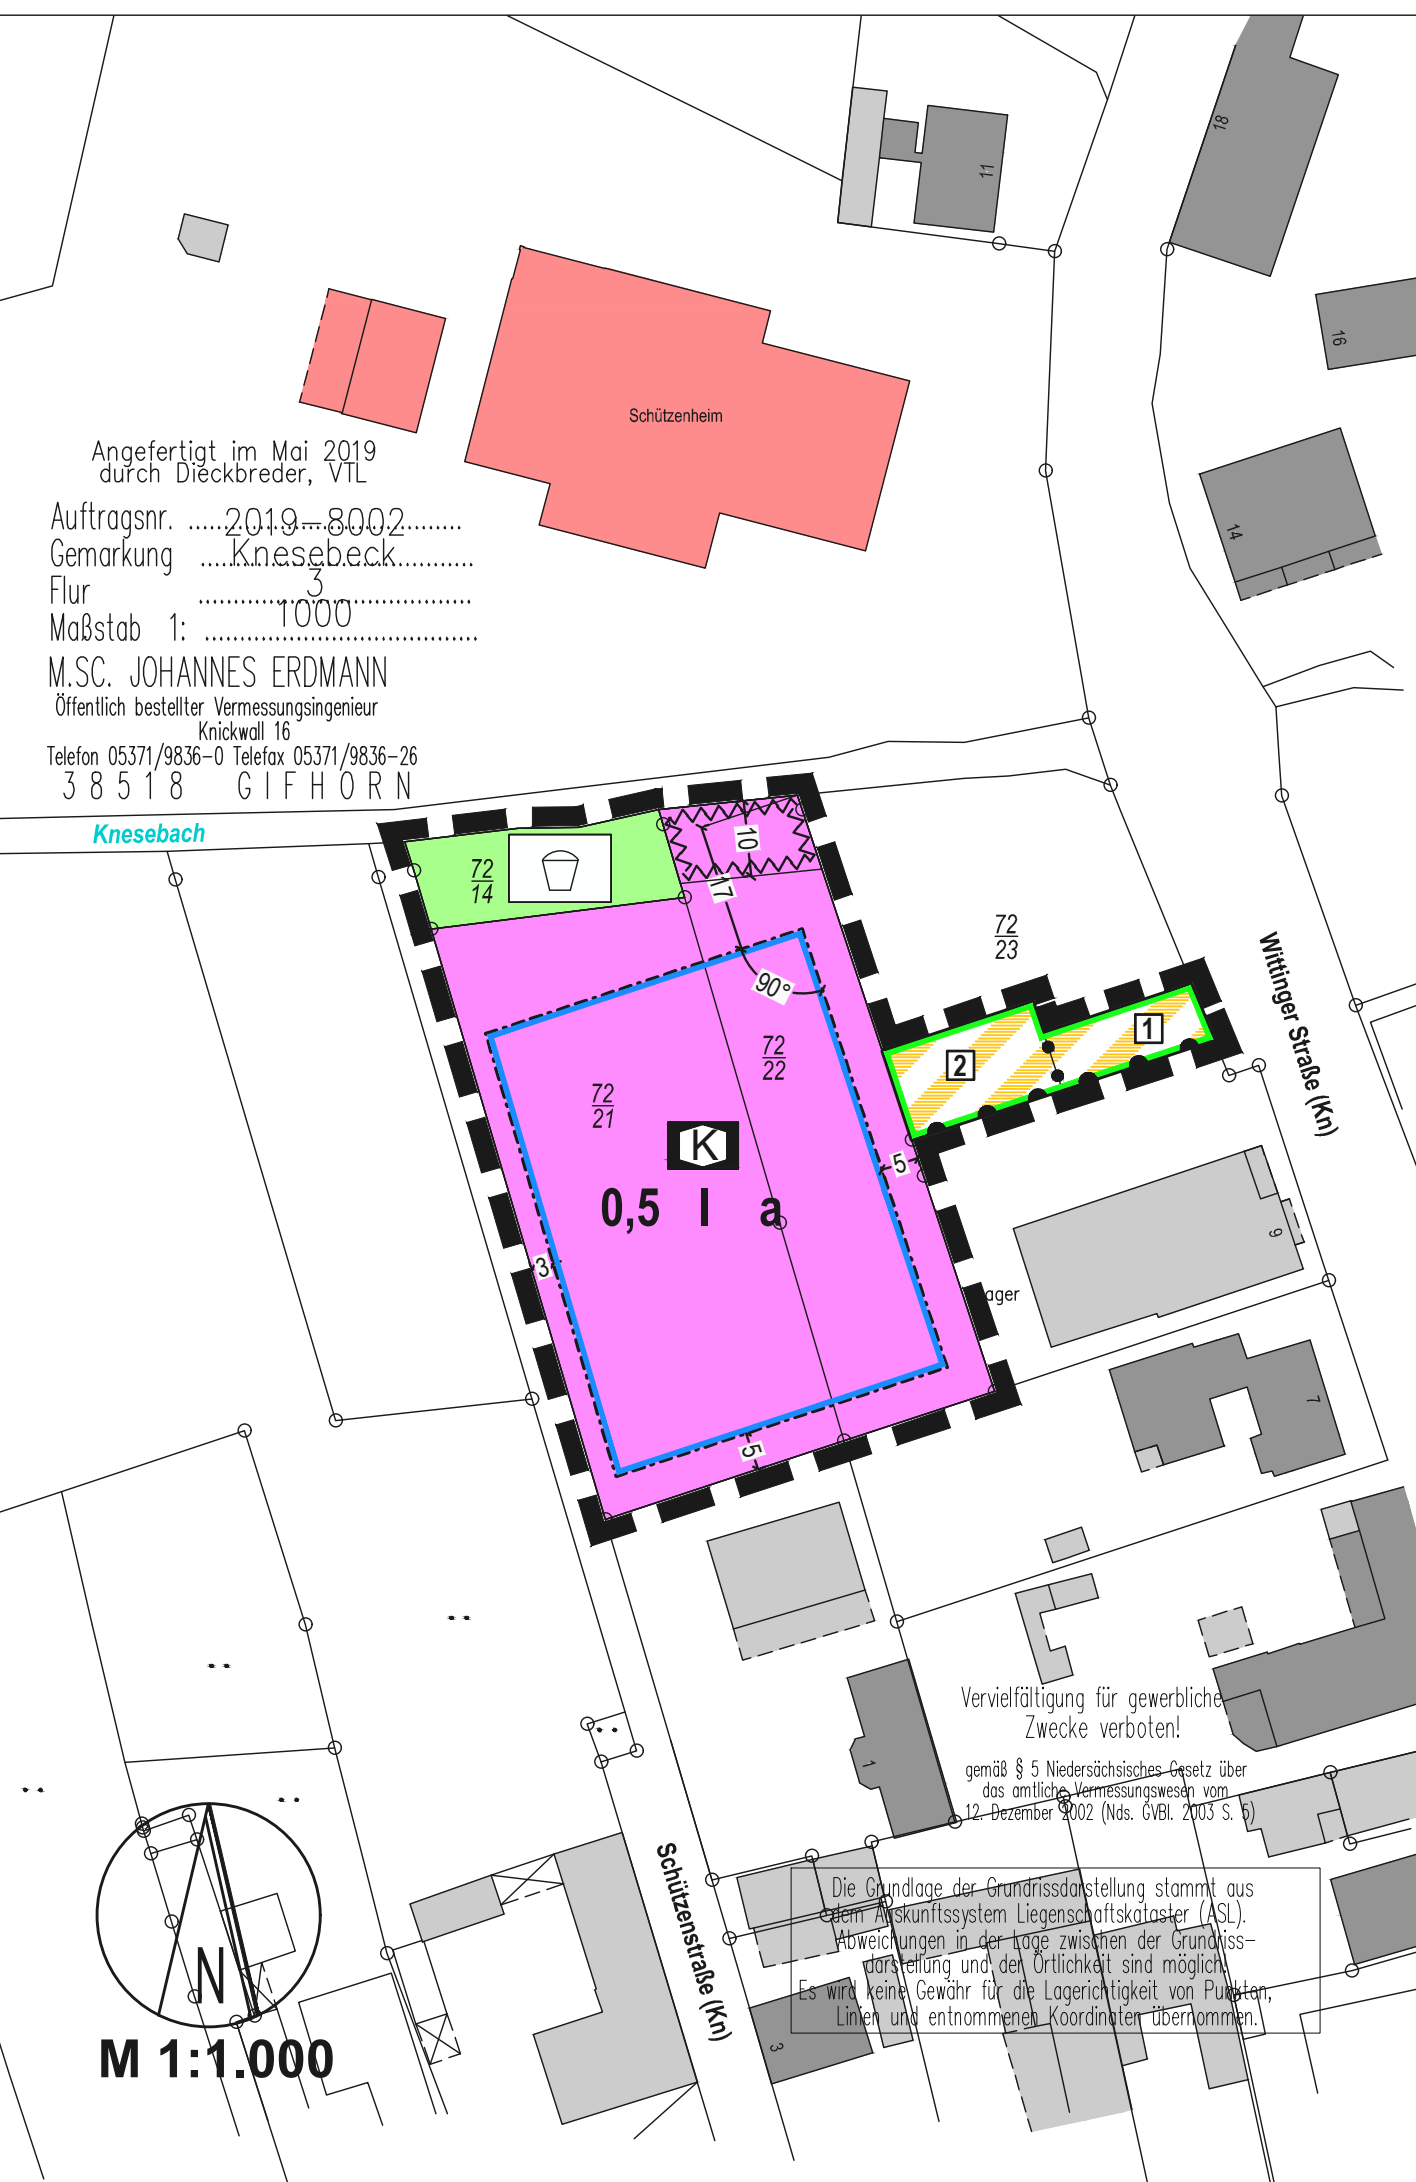 18
11
16
Schützenheim
14
Angefertigt im Mai 2019
durch Dieckbreder, VTL
Auftragsnr. 2019-8002
Gemarkung Knesebeck
Flur 3
Maßstab 1: 1000
M.SC. JOHANNES ERDMANN
Öffentlich bestellter Vermessungsingenieur
Knickwall 16
Telefon 05371/9836-0 Telefax 05371/9836-26
38518 GIFHORN
Knesebach
10
72
14
17
72
23
Wittinger Straße (Kn)
90°
1
2
72
22
72
21
K
5
0,5 I a
9
3
ager
7
5
Vervielfältigung für gewerbliche
Zwecke verboten!
1
gemäß § 5 Niedersächsisches Gesetz über
das amtliche Vermessungswesen vom
12. Dezember 2002 (Nds. GVBl. 2003 S. 5)
Schützenstraße (Kn)
Die Grundlage der Grundrissdarstellung stammt aus
dem Auskunftssystem Liegenschaftskataster (ASL).
Abweichungen in der Lage zwischen der Grundriss-
darstellung und der Örtlichkeit sind möglich.
Es wird keine Gewähr für die Lagerichtigkeit von Punkten,
Linien und entnommenen Koordinaten übernommen.
N
3
M 1:1.000